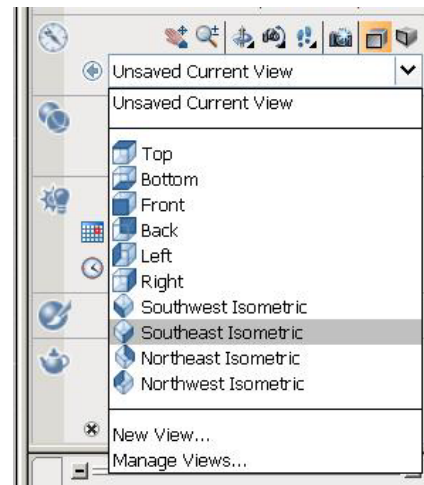 Unsaved Current View
Unsaved Current View
Top
Bottom
Front
Back
Left
Right
Southwest Isometric
Southeast Isometric
Northeast Isometric
Northwest Isometric
New View...
Manage Views...